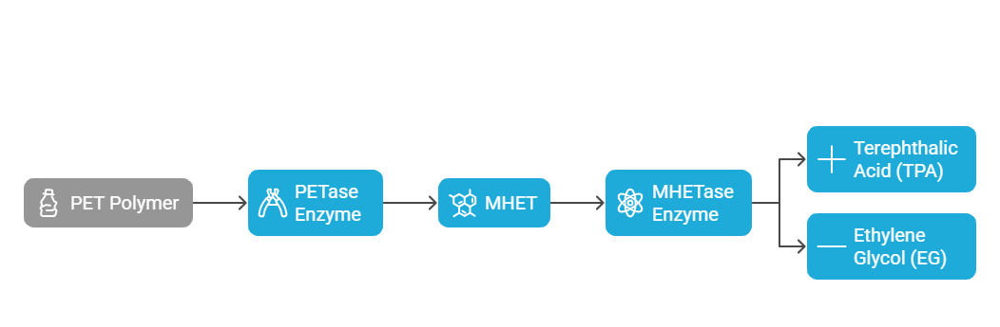 PET Polymer
PETase
Enzyme
MHET
MHETase
Enzyme
Terephthalic
Acid (TPA)
Ethylene
Glycol (EG)